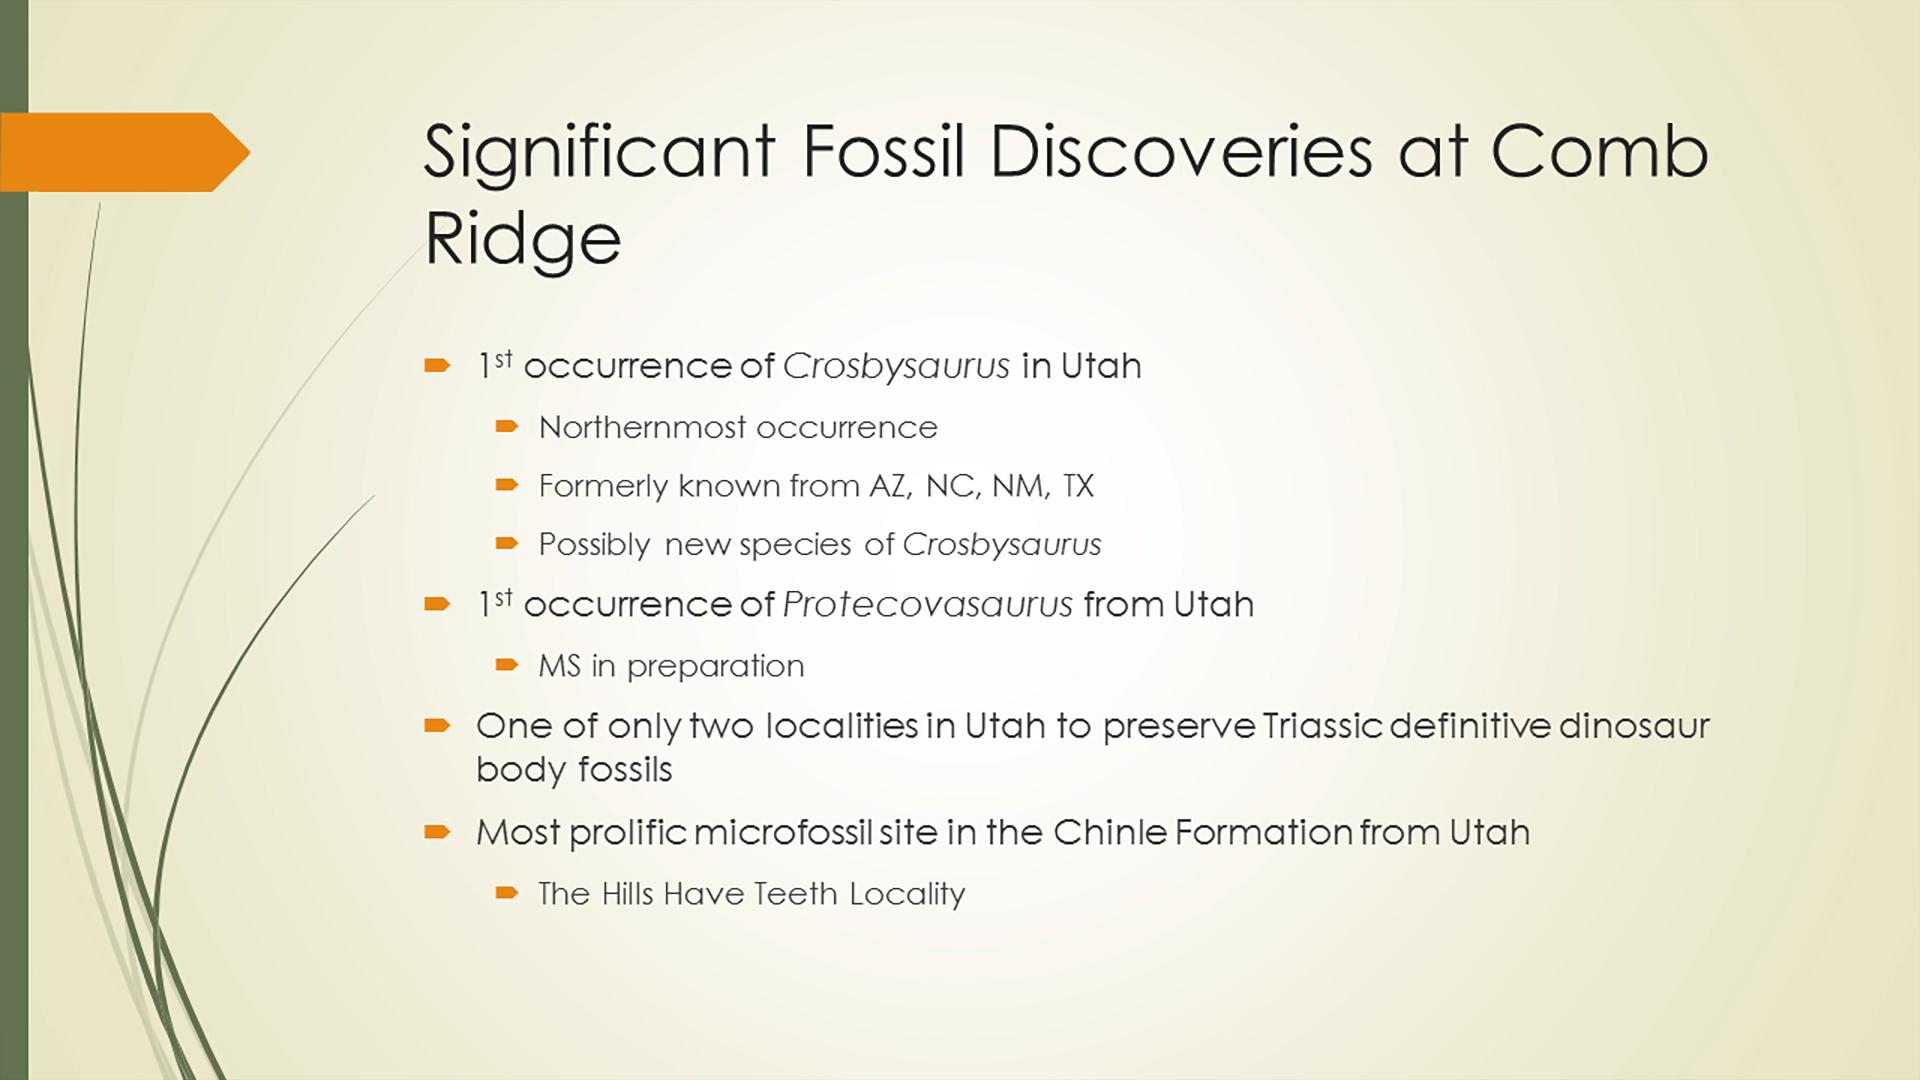 Significant Fossil Discoveries at Comb
Ridge
1st occurrence of Crosbysaurus in Utah
Northernmost occurrence
Formerly known from AZ, NC, NM, TX
Possibly new species of Crosbysaurus
1st occurrence of Protecovasaurus from Utah
MS in preparation
One of only two localities in Utah to preserve Triassic definitive dinosaur
body fossils
Most prolific microfossil site in the Chinle Formation from Utah
The Hills Have Teeth Locality